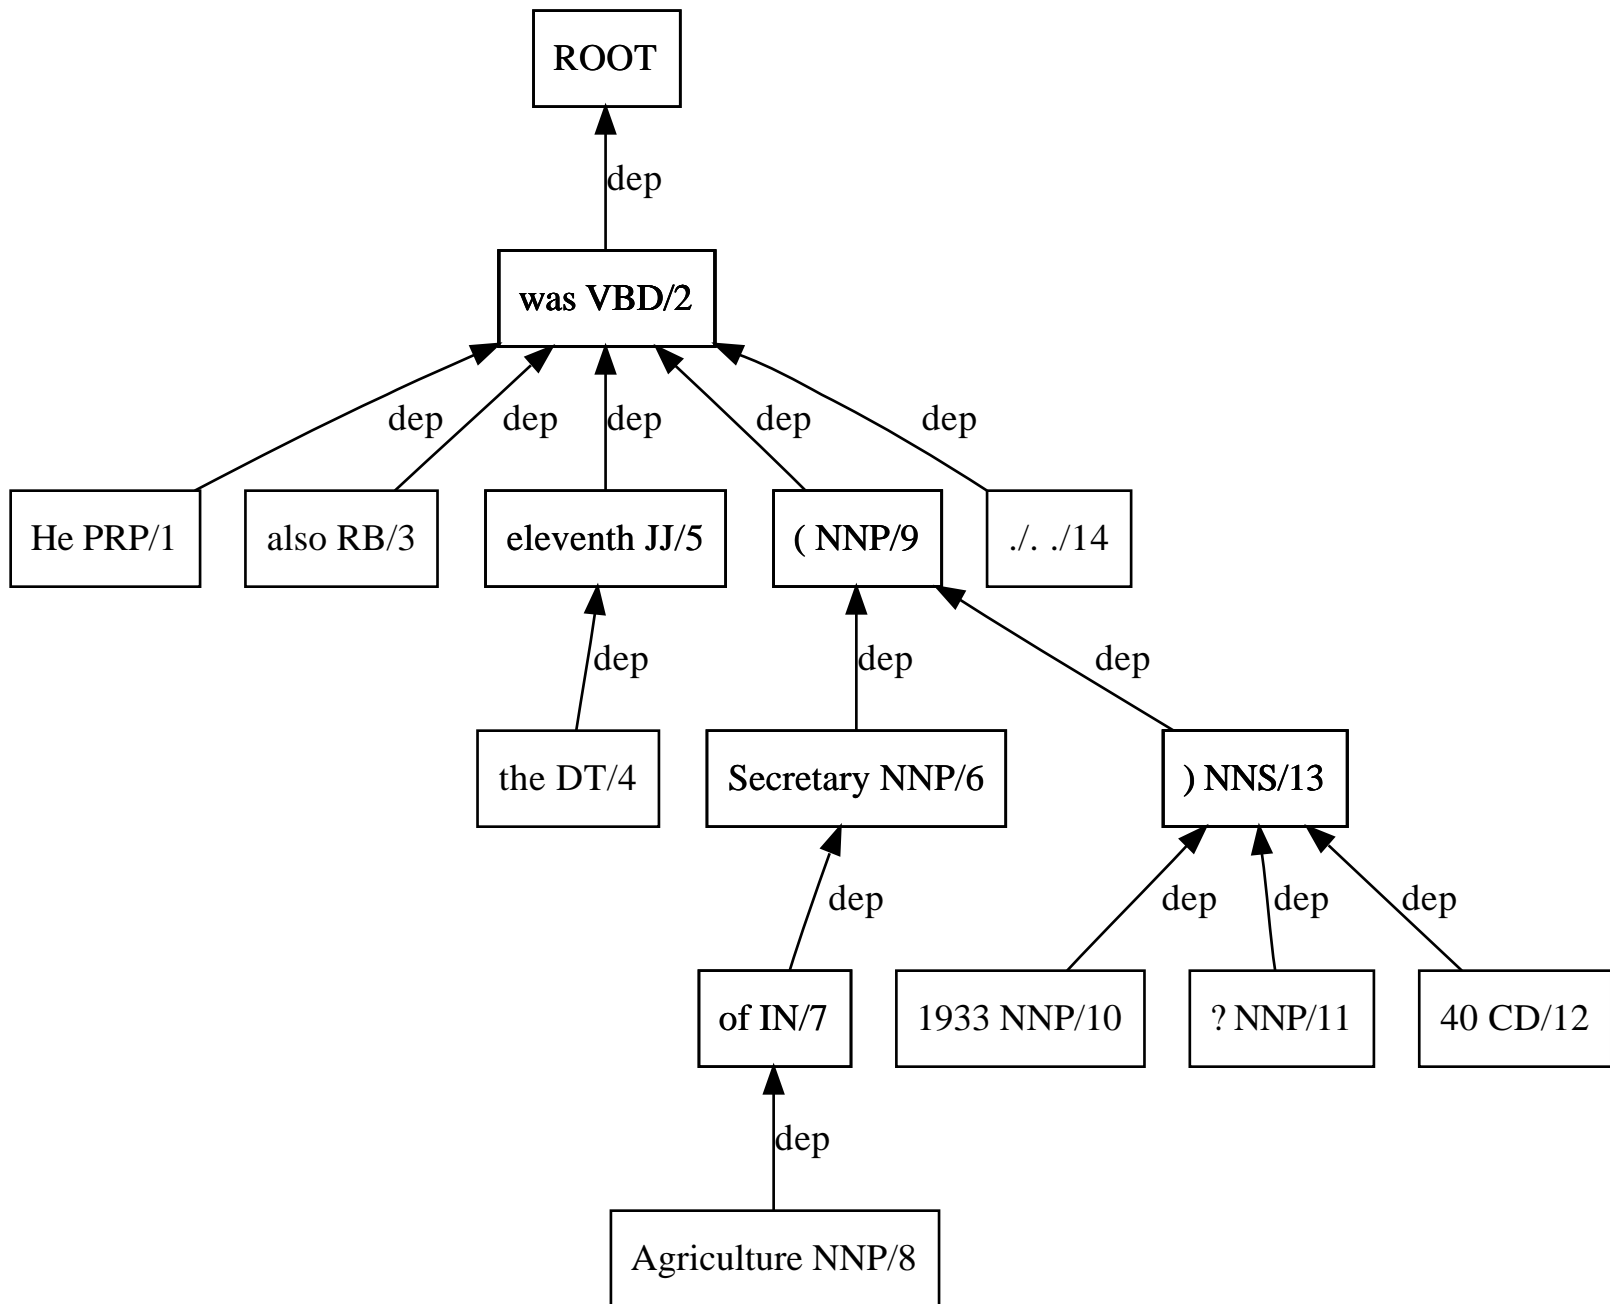 ROOT
dep
was VBD/2
dep dep dep dep dep
He PRP/1 also RB/3 eleventh JJ/5 ( NNP/9 ./. ./14
dep dep dep
the DT/4 Secretary NNP/6 ) NNS/13
dep dep dep dep
of IN/7 1933 NNP/10 ? NNP/11 40 CD/12
dep
Agriculture NNP/8